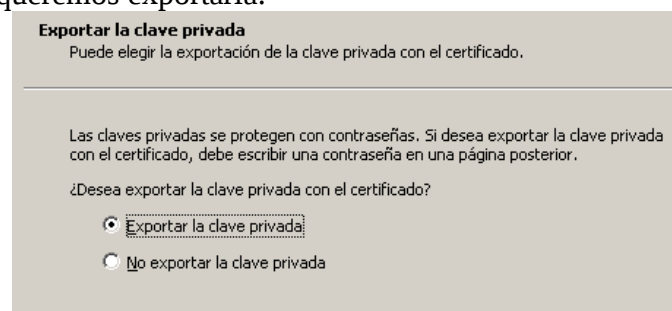 queremos exportarla.
Exportar la clave privada
Puede elegir la exportación de la clave privada con el certificado.
Las claves privadas se protegen con contraseñas. Si desea exportar la clave privada
con el certificado, debe escribir una contraseña en una página posterior.
¿Desea exportar la clave privada con el certificado?
Exportar la clave privada
No exportar la clave privada